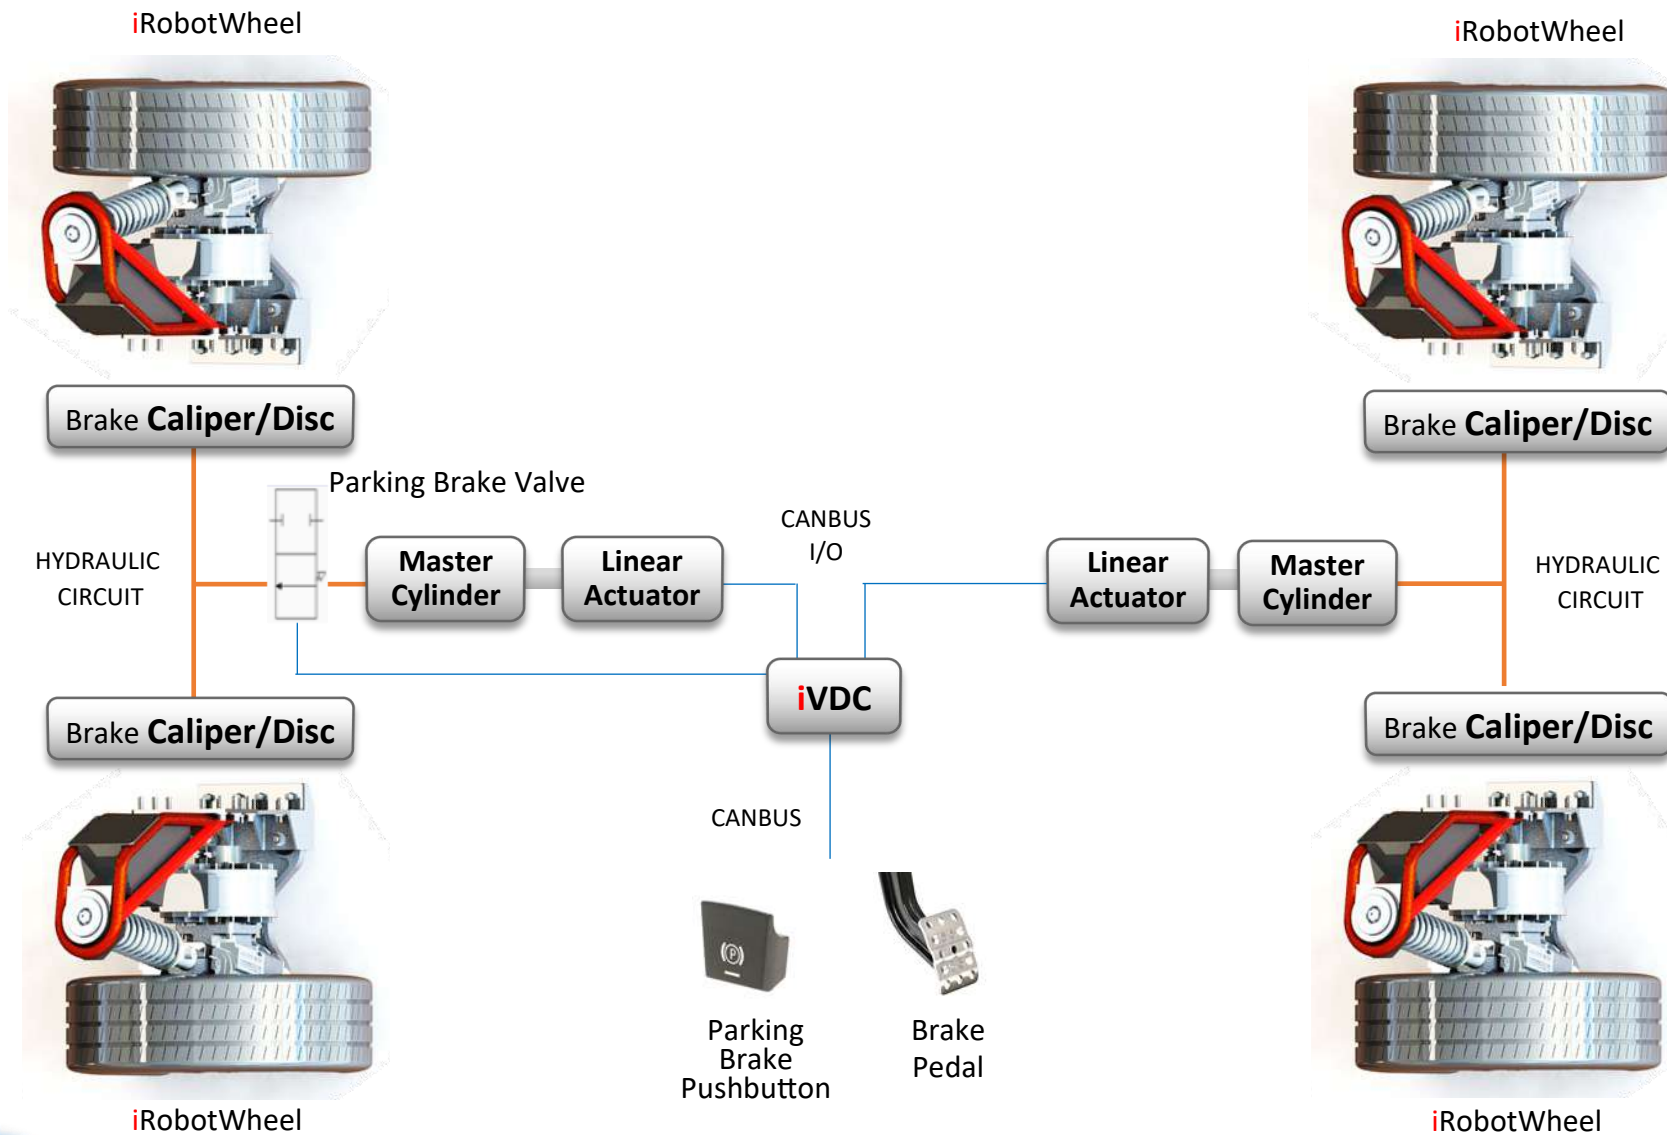 iRobotWheel
iRobotWheel
Brake Caliper/Disc
Brake Caliper/Disc
Parking Brake Valve
HYDRAULIC
CIRCUIT
Master
Cylinder
Linear
Actuator
CANBUS
I/O
Linear
Actuator
Master
Cylinder
HYDRAULIC
CIRCUIT
iVDC
Brake Caliper/Disc
Brake Caliper/Disc
CANBUS
(P)
Parking
Brake
Pushbutton
Brake
Pedal
iRobotWheel
iRobotWheel